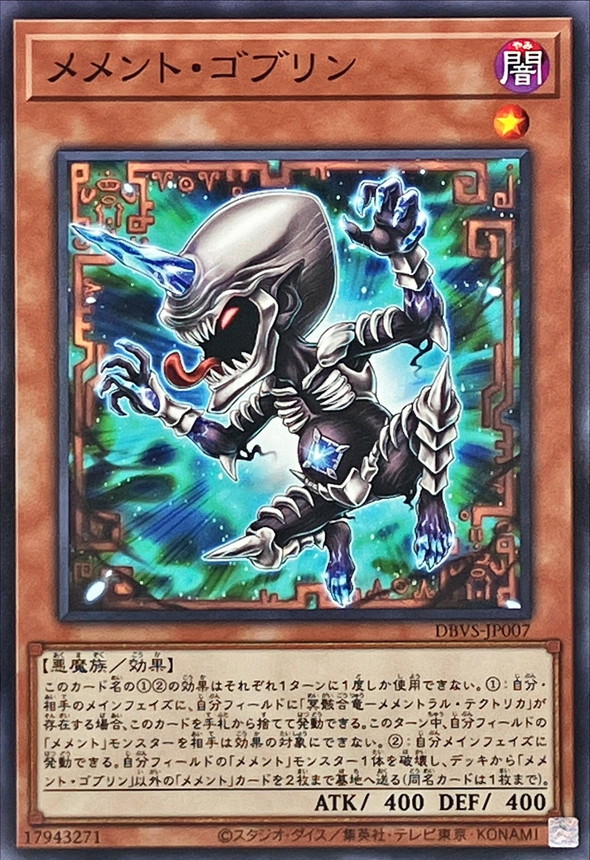 メメント・ゴブリン
闇
DBVS-JP007
【悪魔族/効果】
このカード名の①②の効果はそれぞれ1ターンに1度しか使用できない。①:自分・
相手のメインフェイズに、自分フィールドに「冥骸合竜-メメントラル・テクトリカ」が
存在する場合、このカードを手札から捨てて発動できる。このターン中、自分フィールドの
「メメント」モンスターを相手は効果の対象にできない。②:自分メインフェイズに
発動できる。自分フィールドの「メメント」モンスター1体を破壊し、デッキから「メメ
ント・ゴブリン」以外の「メメント」カードを2枚まで墓地へ送る(同名カードは1枚まで)。
ATK/ 400 DEF/ 400
17943271 ©スタジオ・ダイス/集英社・テレビ東京・KONAMI